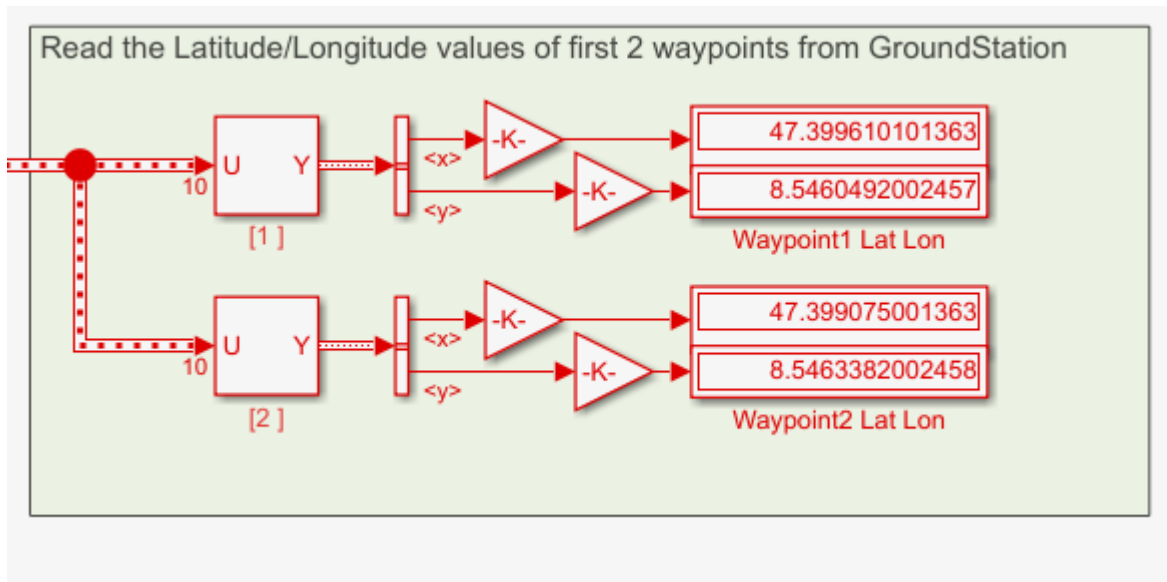 Read the Latitude/Longitude values of first 2 waypoints from GroundStation
10
U
Y
[1 ]
<x>
<y>
-K-
-K-
47.399610101363
8.5460492002457
Waypoint1 Lat Lon
10
U
Y
[2 ]
<x>
<y>
-K-
-K-
47.399075001363
8.5463382002458
Waypoint2 Lat Lon